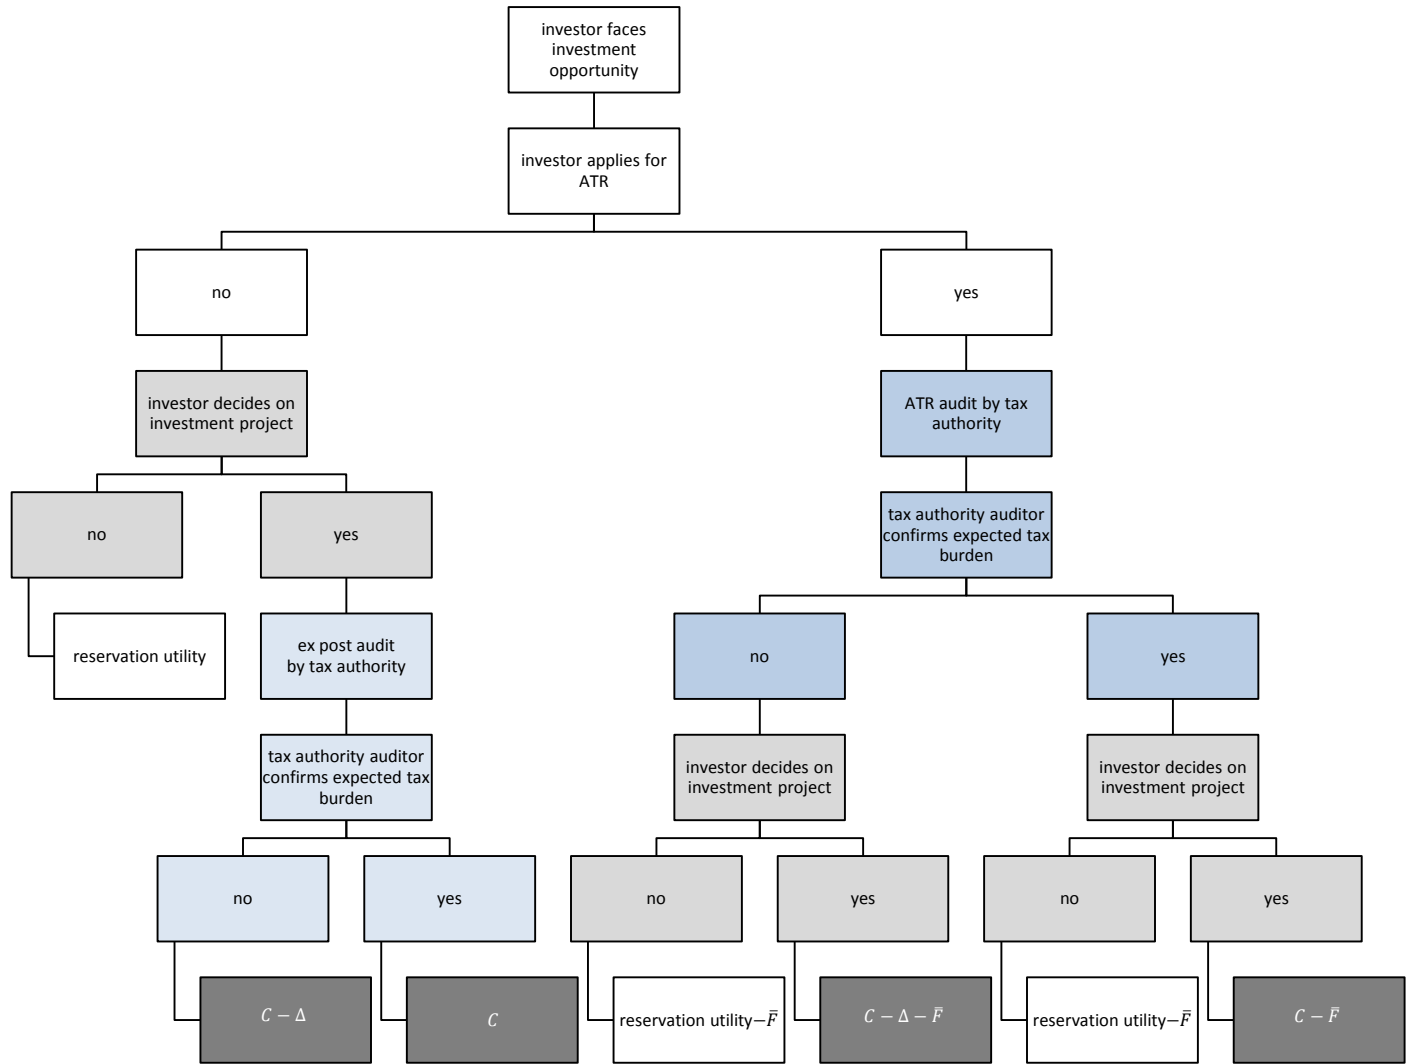 investor faces
investment
opportunity
investor applies for
ATR
no
yes
investor decides on
investment project
ATR audit by tax
authority
no
yes
tax authority auditor
confirms expected tax
burden
reservation utility
ex post audit
by tax authority
no
yes
tax authority auditor
confirms expected tax
burden
investor decides on
investment project
investor decides on
investment project
no
yes
no
yes
no
yes
C − Δ
C
reservation utility−F̄
C − Δ − F̄
reservation utility−F̄
C − F̄